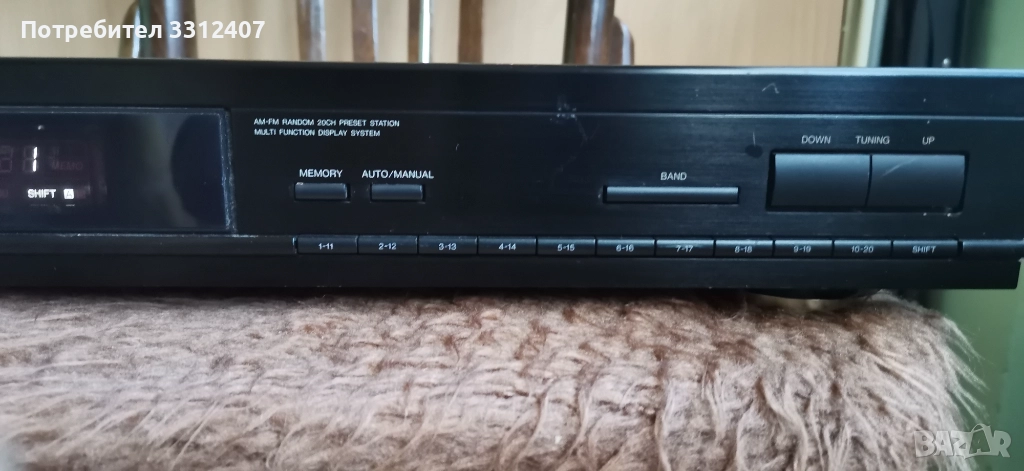 Потребител 3312407
AM-FM RANDOM 20CH PRESET STATION
MULTI FUNCTION DISPLAY SYSTEM
DOWN TUNING UP
MEMORY AUTO/MANUAL
BAND
1
SHIFT A
1-11 2-12 3-13 4-14 5-15 6-16 7-17 8-18 9-19 10-20 SHIFT
BAZAR